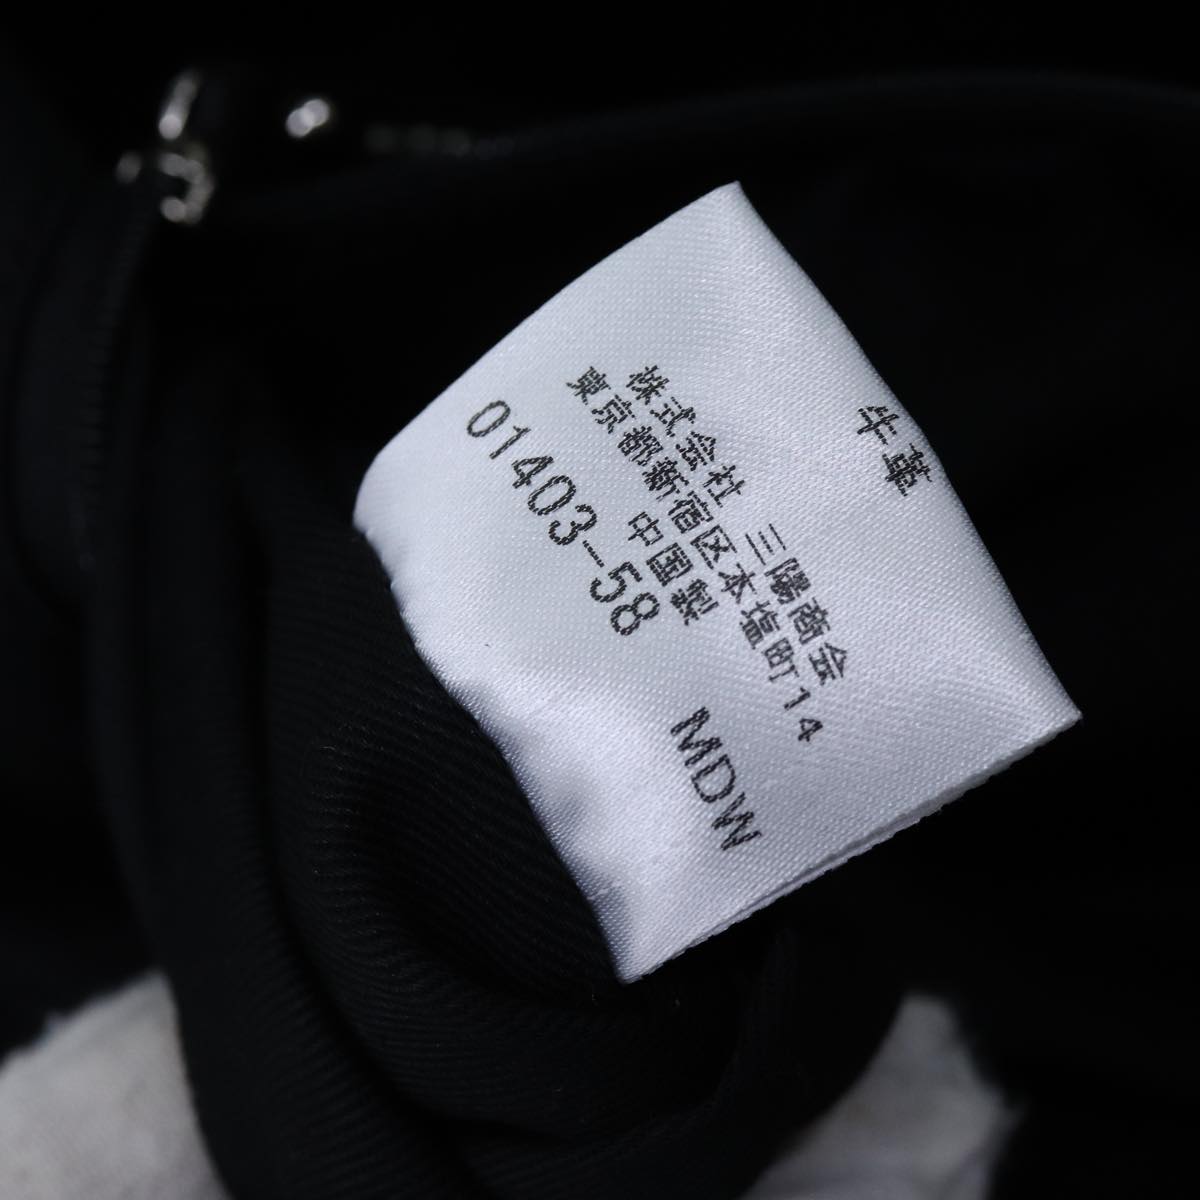 牛革
株式会社 三陽商会
東京都新宿区本塩町14
中国製
01403-58 MDW